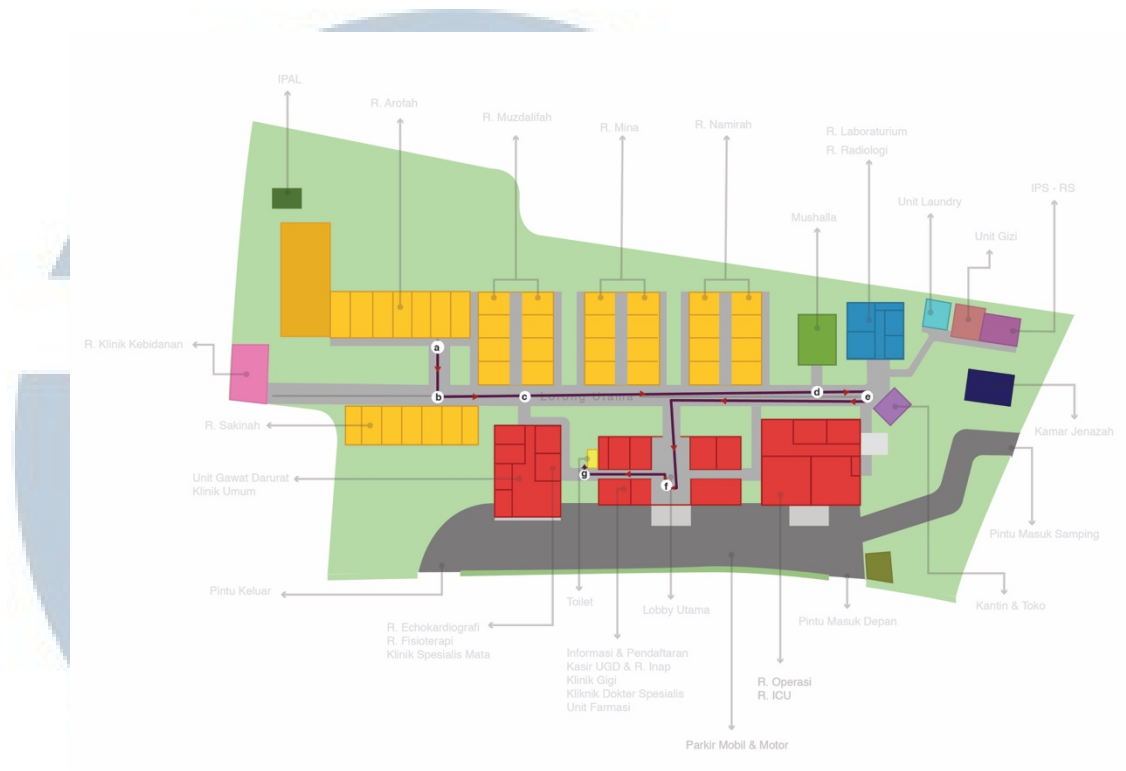 IPAL
R. Arofah
R. Muzdalifah
R. Mina
R. Namirah
R. Laboraturium
R. Radiologi
IPS - RS
Unit Laundry
Mushalla
Unit Gizi
R. Klinik Kebidanan
a
b
c
Lorong Utama
d
e
R. Sakinah
Kamar Jenazah
Unit Gawat Darurat
Klinik Umum
g
f
Pintu Masuk Samping
Pintu Keluar
Toilet
Lobby Utama
Pintu Masuk Depan
Kantin & Toko
R. Echokardiografi
R. Fisioterapi
Klinik Spesialis Mata
Informasi & Pendaftaran
Kasir UGD & R. Inap
Klinik Gigi
Kliknik Dokter Spesialis
Unit Farmasi
R. Operasi
R. ICU
Parkir Mobil & Motor